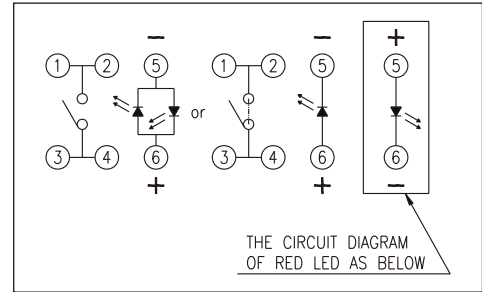 − − +
1 2 5 1 2 5 5
or
3 4 6 3 4 6 6
+ + −
THE CIRCUIT DIAGRAM
OF RED LED AS BELOW